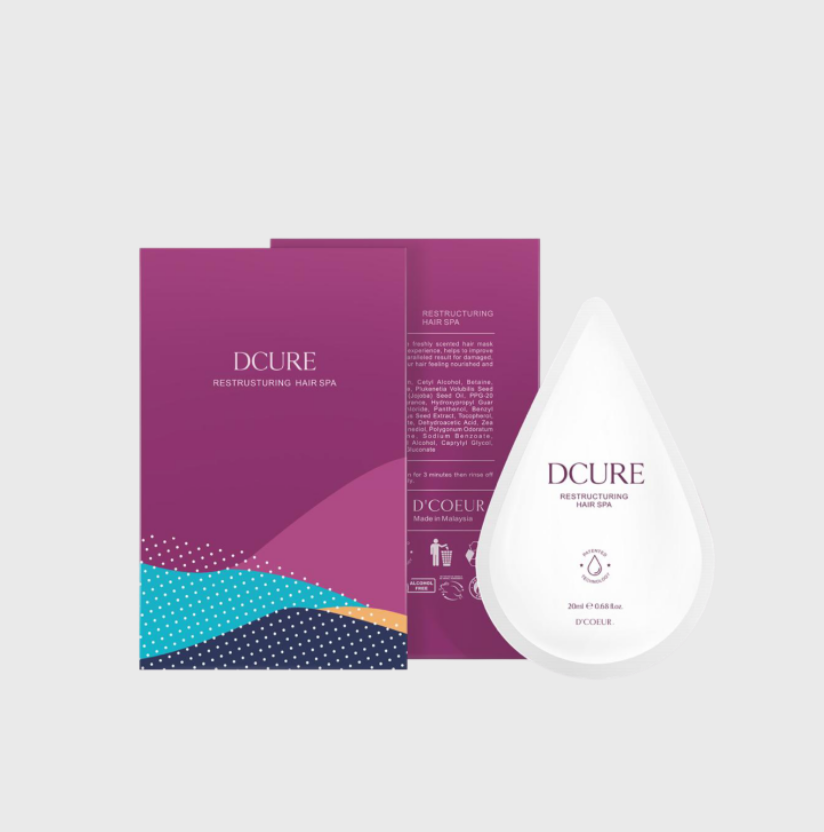 DCURE
RESTRUSTURING HAIR SPA
RESTRUCTURING
HAIR SPA
freshly scented hair mask
experience, helps to improve
result for damaged,
hair feeling nourished and
Cetyl Alcohol, Betaine,
Plukenetia Volubilis Seed
(Jojoba) Seed Oil, PPG-20
Hydroxypropyl Guar
Panthenol, Benzyl
Seed Extract, Tocopherol,
Dehydroacetic Acid, Zea
Polygonum Odoratum
Sodium Benzoate,
Alcohol, Caprylyl Glycol,
Gluconate
for 3 minutes then rinse off
D'COEUR
Made in Malaysia
ALCOHOL
FREE
DCURE
RESTRUCTURING
HAIR SPA
PATENTED
TECHNOLOGY
20ml ℮ 0.68 fl.oz.
D'COEUR